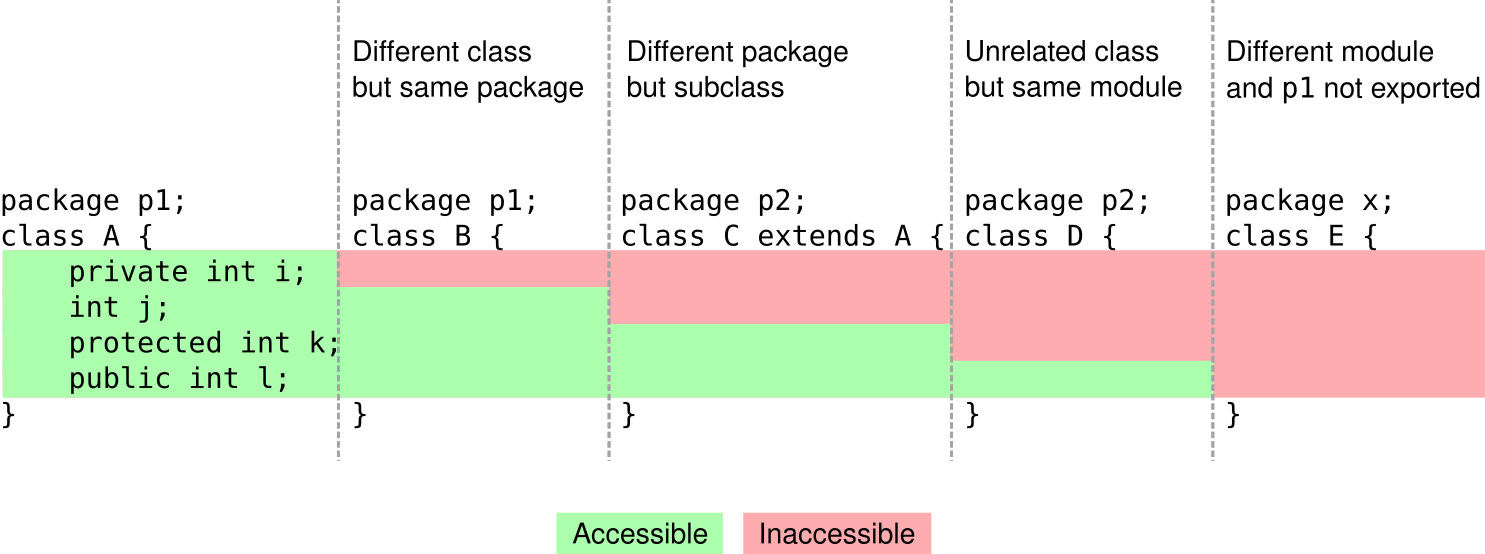 Different class
but same package
Different package
but subclass
Unrelated class
but same module
Different module
and p1 not exported
package p1;
class A {
    private int i;
    int j;
    protected int k;
    public int l;
}
package p1;
class B {
}
package p2;
class C extends A {
}
package p2;
class D {
}
package x;
class E {
}
Accessible
Inaccessible